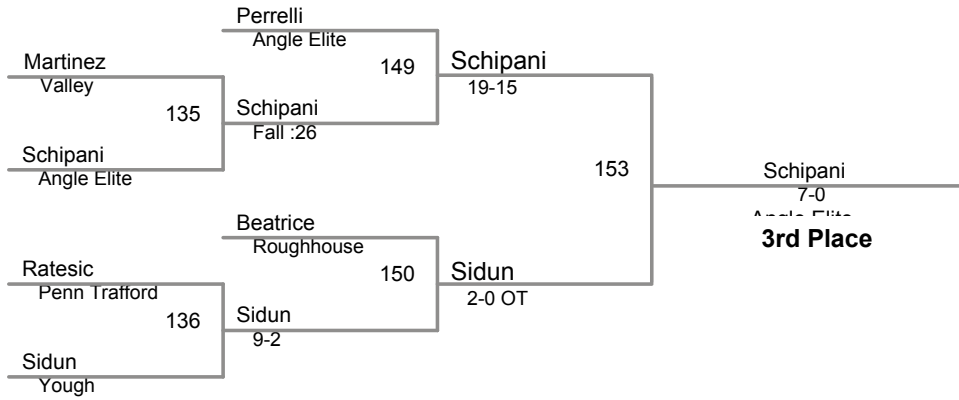 Perrelli
Angle Elite
Martinez
Valley
149
Schipani
19-15
135
Schipani
Fall :26
Schipani
Angle Elite
153
Schipani
7-0
Angle Elite
3rd Place
Beatrice
Roughhouse
Ratesic
Penn Trafford
150
Sidun
2-0 OT
136
Sidun
9-2
Sidun
Yough